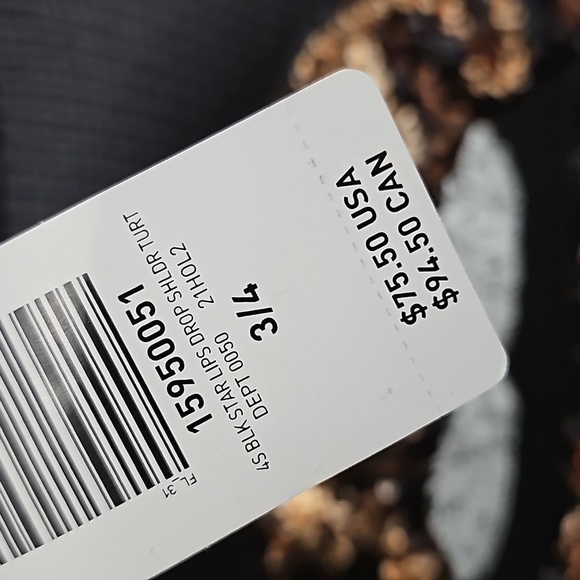 $75.50 USA
$94.50 CAN
3/4
15950051
4S BLK STAR LIPS DROP SHLDR TURT
DEPT 0050 21HOL2
FL_31